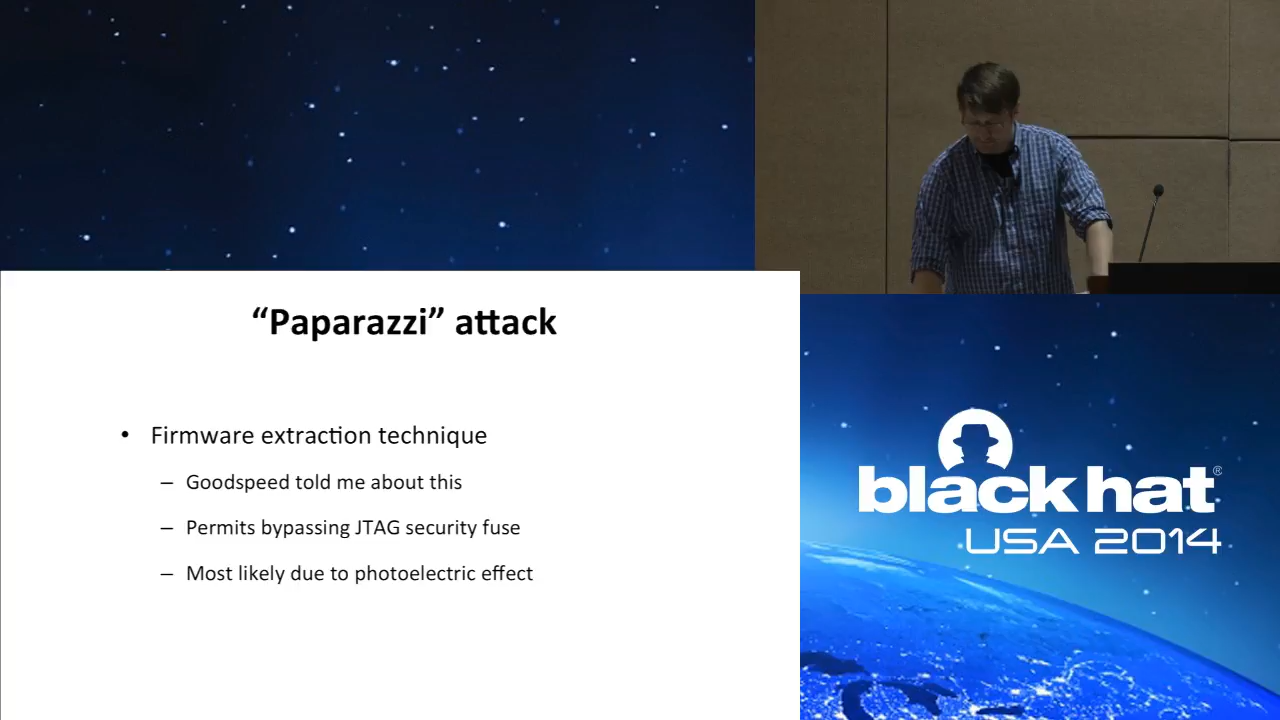 “Paparazzi” attack
• Firmware extraction technique
– Goodspeed told me about this
– Permits bypassing JTAG security fuse
– Most likely due to photoelectric effect
black hat®
USA 2014